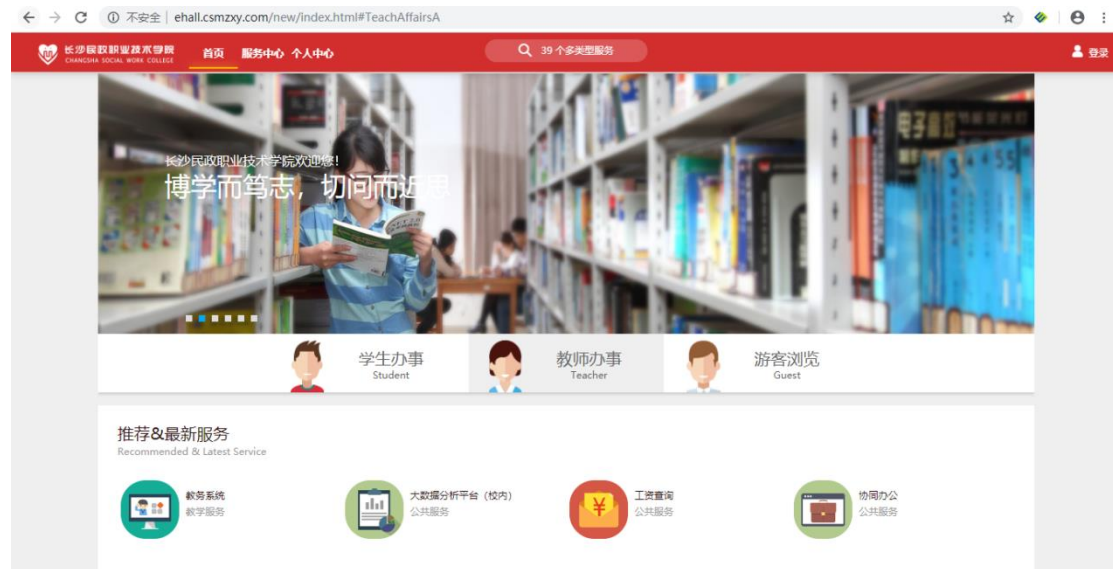 不安全 ehall.csmzxy.com/new/index.html#TeachAffairsA
长沙民政职业技术学院
CHANGSHA SOCIAL WORK COLLEGE
首页 服务中心 个人中心
39 个多类型服务
登录
长沙民政职业技术学院欢迎您!
博学而笃志，切问而近思
学生办事
Student
教师办事
Teacher
游客浏览
Guest
推荐&最新服务
Recommended & Latest Service
教务系统
教学服务
大数据分析平台（校内）
公共服务
工资查询
公共服务
协同办公
公共服务